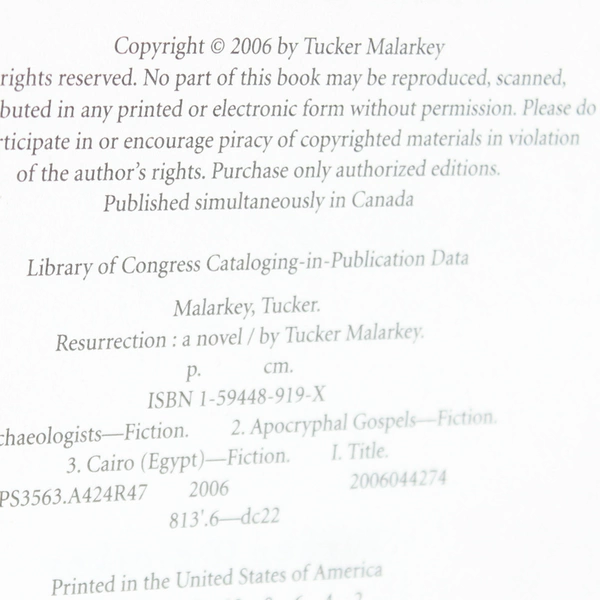 Copyright © 2006 by Tucker Malarkey
rights reserved. No part of this book may be reproduced, scanned,
buted in any printed or electronic form without permission. Please do
rticipate in or encourage piracy of copyrighted materials in violation
of the author's rights. Purchase only authorized editions.
Published simultaneously in Canada
Library of Congress Cataloging-in-Publication Data
Malarkey, Tucker.
Resurrection : a novel / by Tucker Malarkey.
p. cm.
ISBN 1-59448-919-X
chaeologists—Fiction. 2. Apocryphal Gospels—Fiction.
3. Cairo (Egypt)—Fiction. I. Title.
PS3563.A424R47 2006 2006044274
813'.6—dc22
Printed in the United States of America